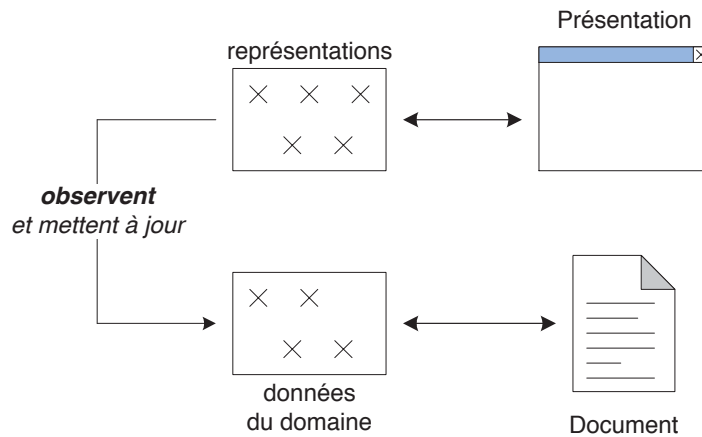 Présentation
représentations
observent
et mettent à jour
données
du domaine
Document